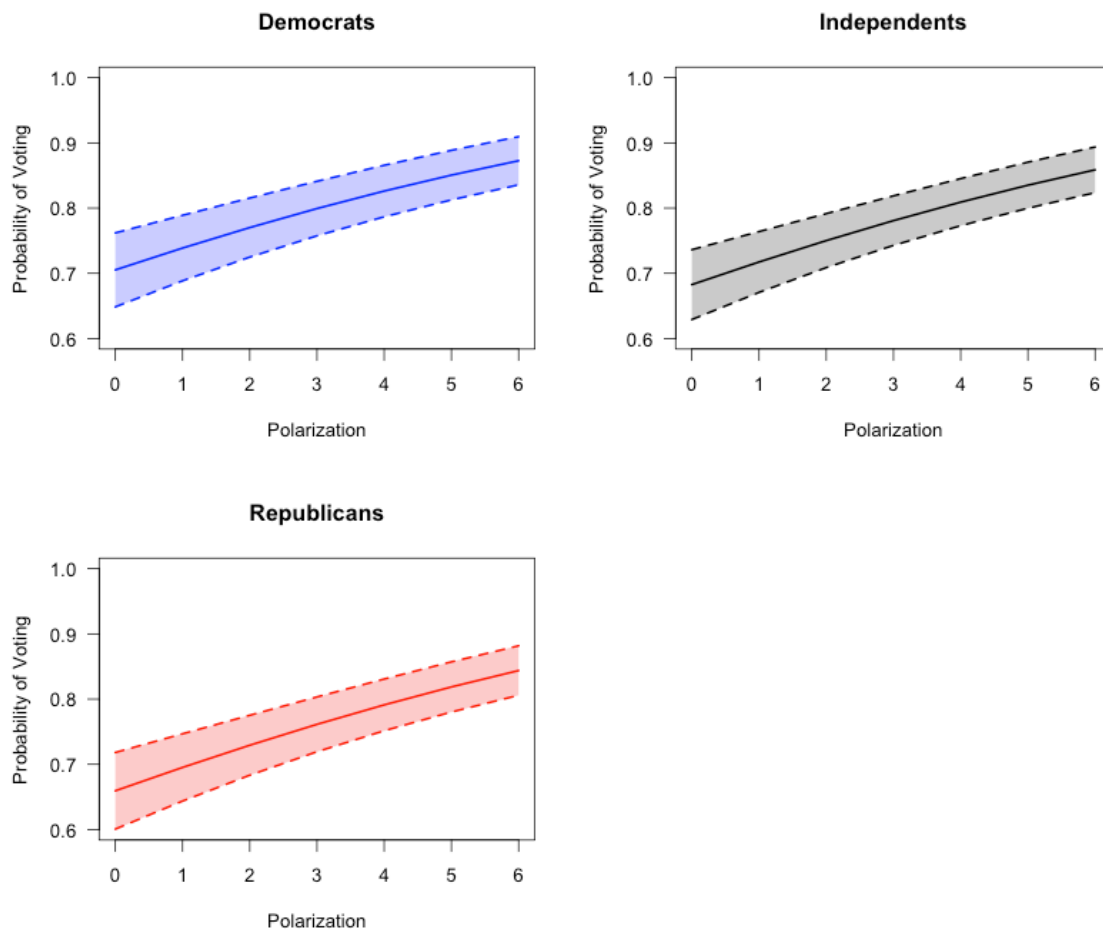 Democrats
Probability of Voting
1.0
0.9
0.8
0.7
0.6
0 1 2 3 4 5 6
Polarization
Independents
Probability of Voting
1.0
0.9
0.8
0.7
0.6
0 1 2 3 4 5 6
Polarization
Republicans
Probability of Voting
1.0
0.9
0.8
0.7
0.6
0 1 2 3 4 5 6
Polarization